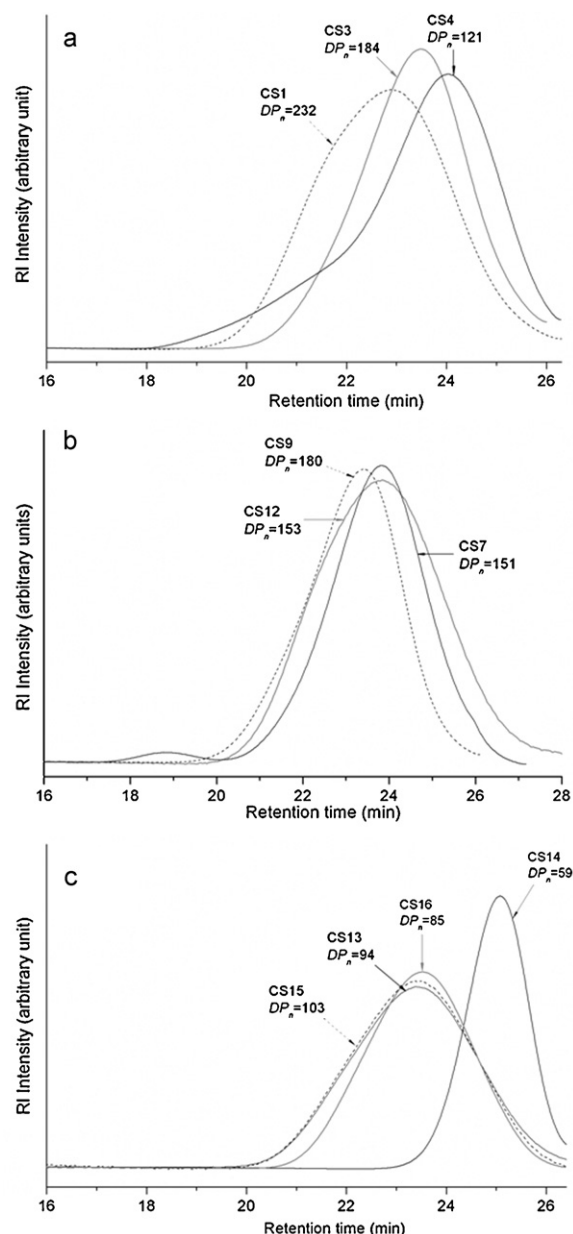 a
CS3
DPn=184
CS4
DPn=121
CS1
DPn=232
RI Intensity (arbitrary unit)
16 18 20 22 24 26
Retention time (min)
b
CS9
DPn=180
CS12
DPn=153
CS7
DPn=151
RI Intensity (arbitrary units)
16 18 20 22 24 26 28
Retention time (min)
c
CS14
DPn=59
CS16
DPn=85
CS13
DPn=94
CS15
DPn=103
RI Intensity (arbitrary unit)
16 18 20 22 24 26
Retention time (min)